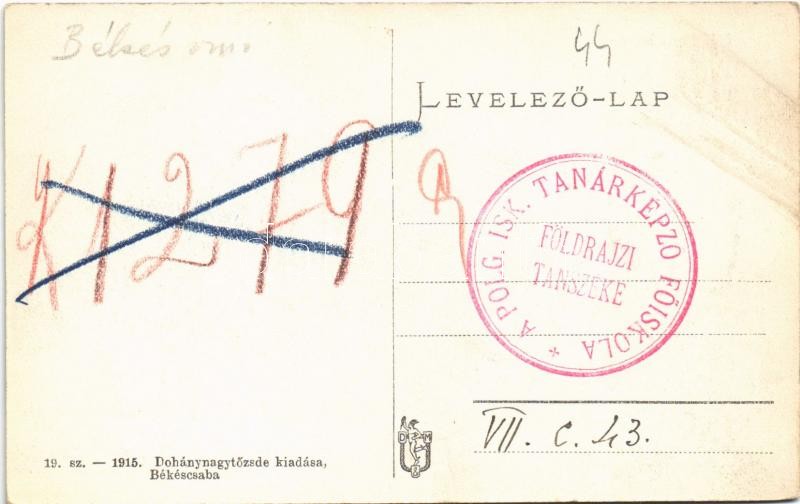 Békés
44
LEVELEZŐ-LAP
K1279
A POLG. ISK. TANÁRKÉPZŐ FŐISKOLA *
FÖLDRAJZI
TANSZÉKE
VII. c. 43.
D M
19. sz. — 1915. Dohánynagytőzsde kiadása,
Békéscsaba